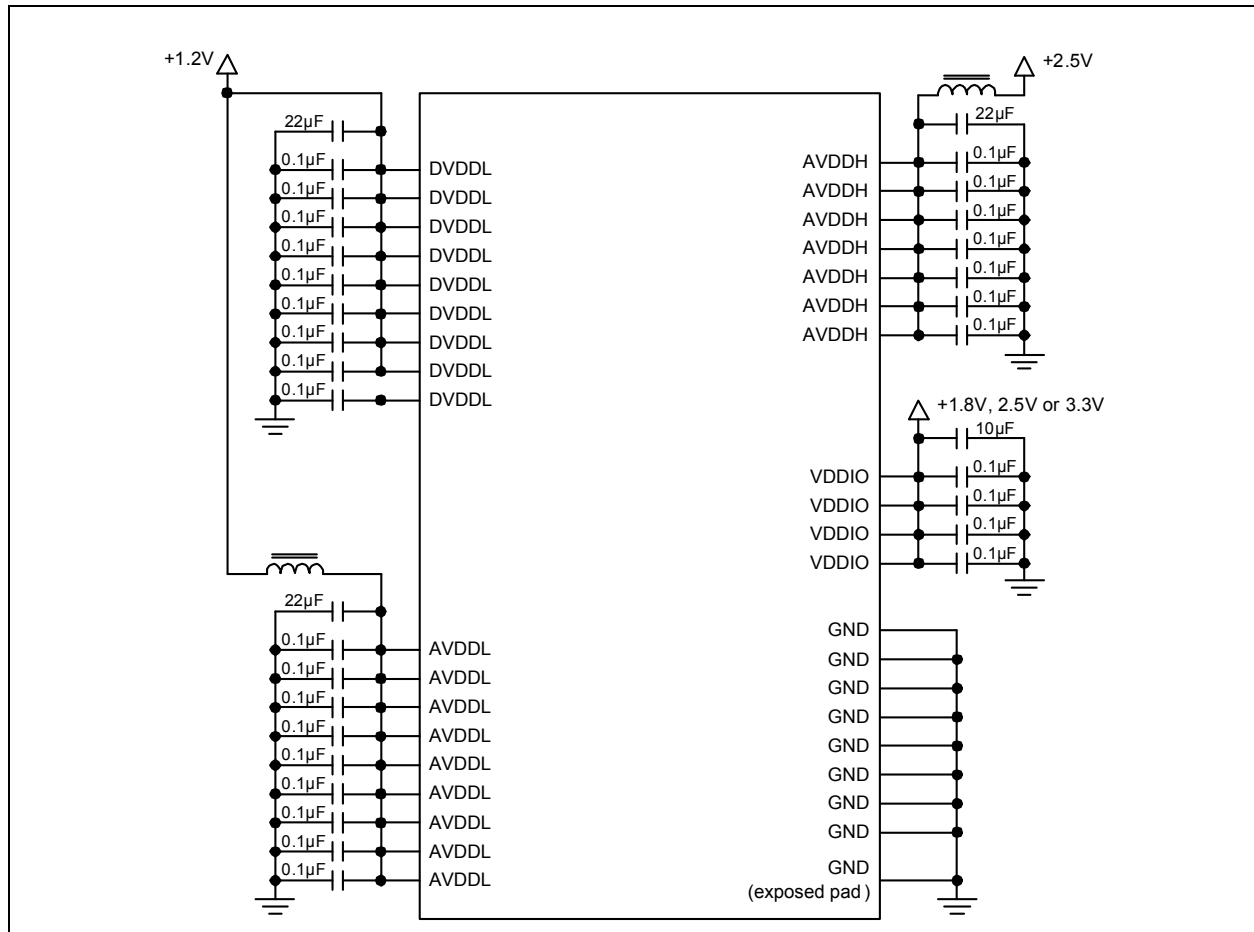 +1.2V
22µF
0.1µF
DVDDL
0.1µF
DVDDL
0.1µF
DVDDL
0.1µF
DVDDL
0.1µF
DVDDL
0.1µF
DVDDL
0.1µF
DVDDL
0.1µF
DVDDL
0.1µF
DVDDL
22µF
0.1µF
AVDDL
0.1µF
AVDDL
0.1µF
AVDDL
0.1µF
AVDDL
0.1µF
AVDDL
0.1µF
AVDDL
0.1µF
AVDDL
0.1µF
AVDDL
0.1µF
AVDDL
+2.5V
22µF
AVDDH
0.1µF
AVDDH
0.1µF
AVDDH
0.1µF
AVDDH
0.1µF
AVDDH
0.1µF
AVDDH
0.1µF
AVDDH
0.1µF
+1.8V, 2.5V or 3.3V
10µF
VDDIO
0.1µF
VDDIO
0.1µF
VDDIO
0.1µF
VDDIO
0.1µF
GND
GND
GND
GND
GND
GND
GND
GND
GND
(exposed pad )